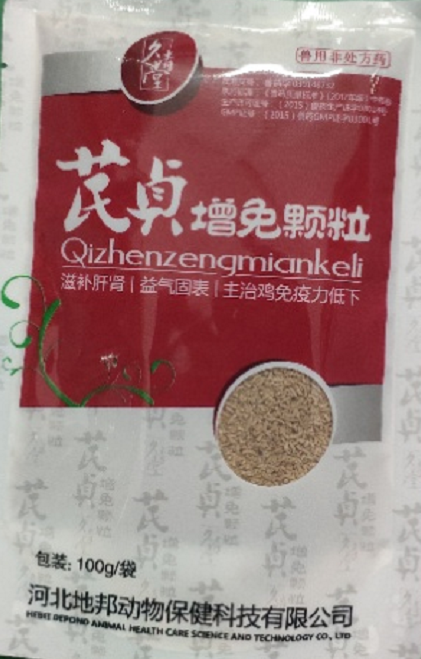 久福堂
兽用非处方药
芪贞增免颗粒
Qizhenzengmiankeli
滋补肝肾 | 益气固表 | 主治鸡免疫力低下
包装: 100g/袋
河北地邦动物保健科技有限公司
HEBEI DEPOND ANIMAL HEALTH CARE SCIENCE AND TECHNOLOGY CO., LTD